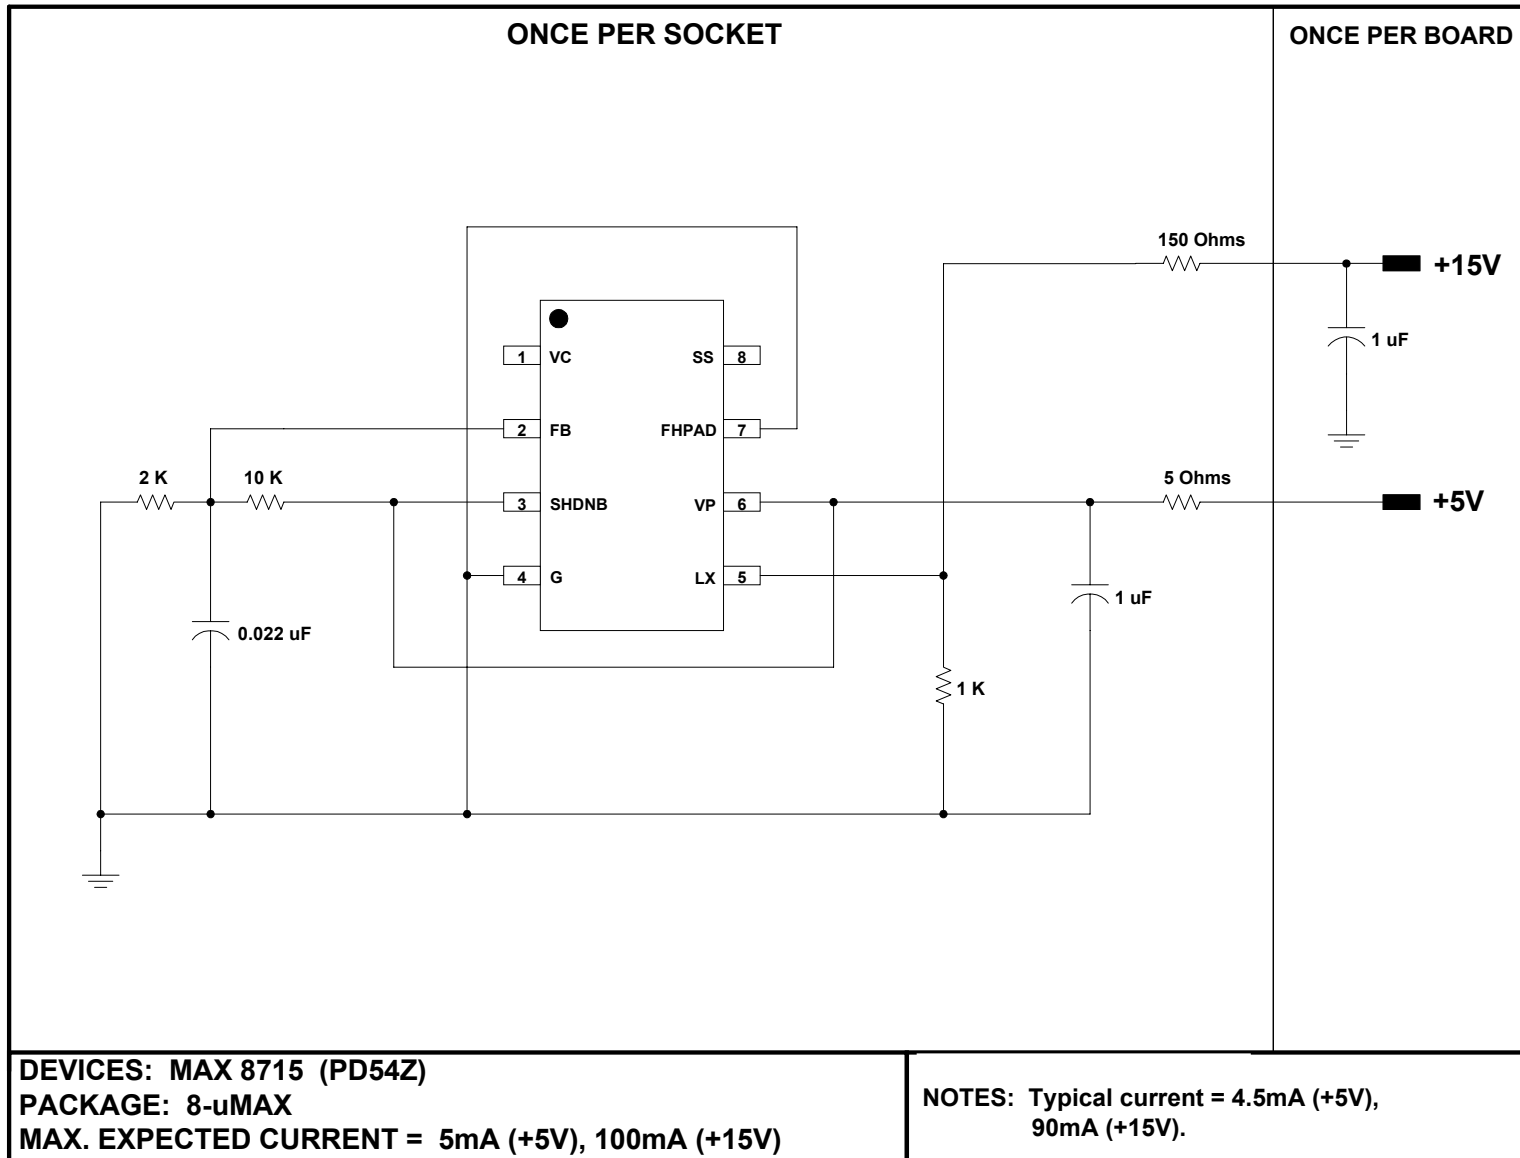 ONCE PER SOCKET
ONCE PER BOARD
150 Ohms
+15V
1 uF
1 VC
SS 8
2 FB
FHPAD 7
2 K
10 K
3 SHDNB
VP 6
5 Ohms
+5V
4 G
LX 5
1 uF
0.022 uF
1 K
DEVICES: MAX 8715 (PD54Z)
PACKAGE: 8-uMAX
MAX. EXPECTED CURRENT = 5mA (+5V), 100mA (+15V)
NOTES: Typical current = 4.5mA (+5V),
90mA (+15V).